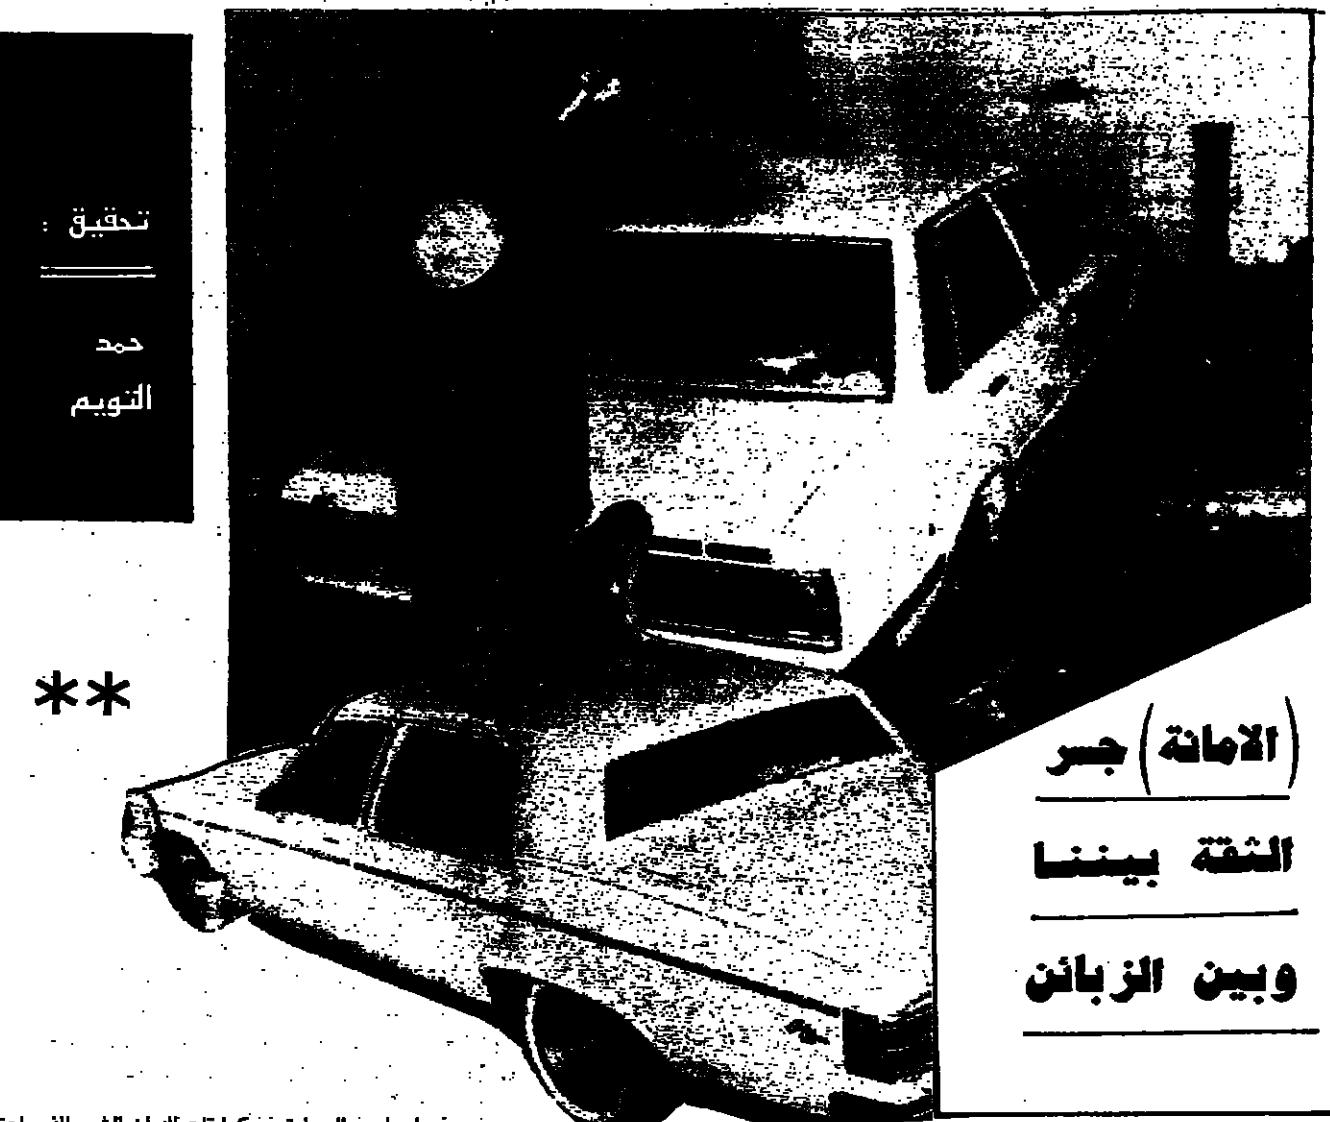 تحقيق :
حمد
التويم
**
(الامانة) جسر
الثقة بيننا
وبين الزبائن